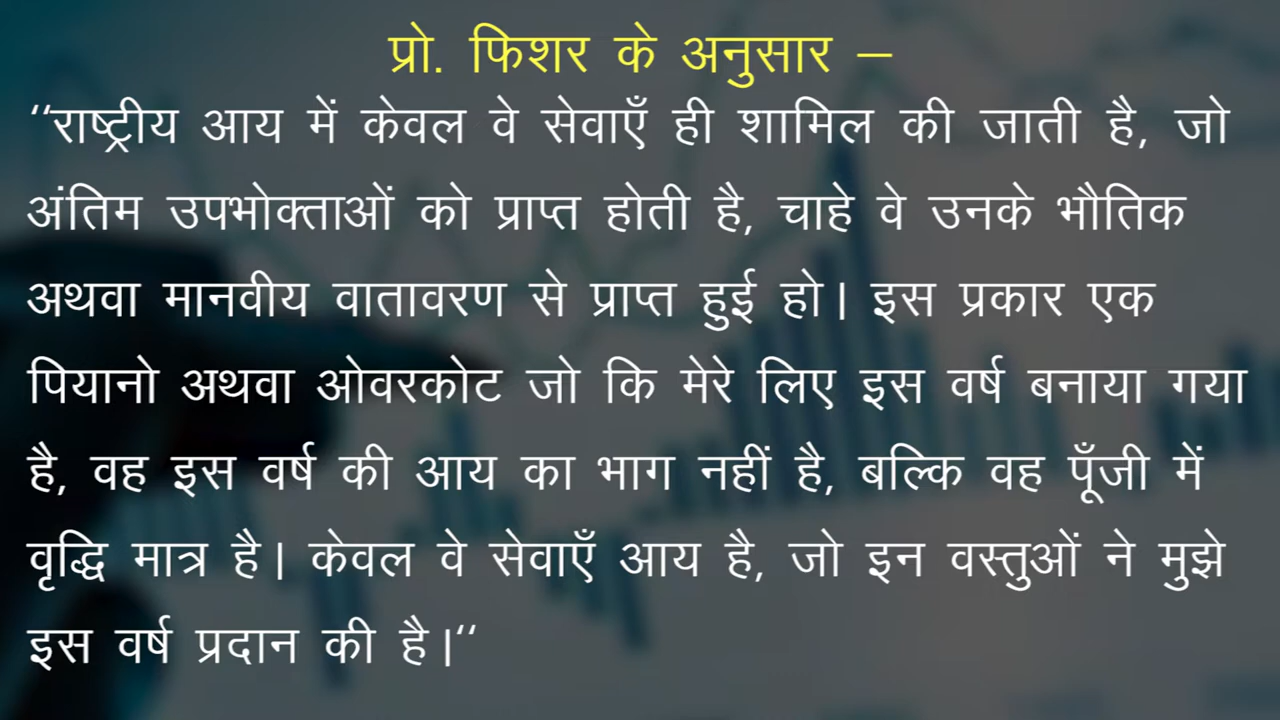 प्रो. फिशर के अनुसार –
‘‘राष्ट्रीय आय में केवल वे सेवाएँ ही शामिल की जाती है, जो
अंतिम उपभोक्ताओं को प्राप्त होती है, चाहे वे उनके भौतिक
अथवा मानवीय वातावरण से प्राप्त हुई हो। इस प्रकार एक
पियानो अथवा ओवरकोट जो कि मेरे लिए इस वर्ष बनाया गया
है, वह इस वर्ष की आय का भाग नहीं है, बल्कि वह पूँजी में
वृद्धि मात्र है। केवल वे सेवाएँ आय है, जो इन वस्तुओं ने मुझे
इस वर्ष प्रदान की है।‘‘